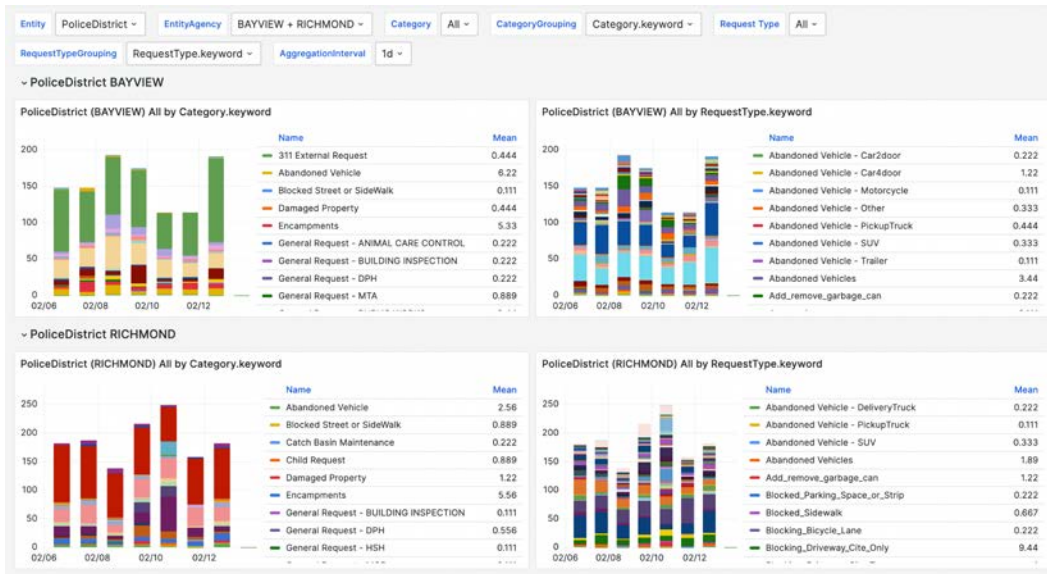 Entity PoliceDistrict EntityAgency BAYVIEW + RICHMOND Category All CategoryGrouping Category.keyword Request Type All
RequestTypeGrouping RequestType.keyword AggregationInterval 1d
PoliceDistrict BAYVIEW
PoliceDistrict (BAYVIEW) All by Category.keyword
Name Mean
200
150
100
50
0
02/06 02/08 02/10 02/12
311 External Request 0.444
Abandoned Vehicle 6.22
Blocked Street or SideWalk 0.111
Damaged Property 0.444
Encampments 5.33
General Request - ANIMAL CARE CONTROL 0.222
General Request - BUILDING INSPECTION 0.222
General Request - DPH 0.222
General Request - MTA 0.889
PoliceDistrict (BAYVIEW) All by RequestType.keyword
Name Mean
200
150
100
50
0
02/06 02/08 02/10 02/12
Abandoned Vehicle - Car2door 0.222
Abandoned Vehicle - Car4door 1.22
Abandoned Vehicle - Motorcycle 0.111
Abandoned Vehicle - Other 0.333
Abandoned Vehicle - PickupTruck 0.444
Abandoned Vehicle - SUV 0.333
Abandoned Vehicle - Trailer 0.111
Abandoned Vehicles 3.44
Add_remove_garbage_can 0.222
PoliceDistrict RICHMOND
PoliceDistrict (RICHMOND) All by Category.keyword
Name Mean
250
200
150
100
50
0
02/06 02/08 02/10 02/12
Abandoned Vehicle 2.56
Blocked Street or SideWalk 0.889
Catch Basin Maintenance 0.222
Child Request 0.889
Damaged Property 1.22
Encampments 5.56
General Request - BUILDING INSPECTION 0.111
General Request - DPH 0.556
General Request - HSH 0.111
PoliceDistrict (RICHMOND) All by RequestType.keyword
Name Mean
250
200
150
100
50
0
02/06 02/08 02/10 02/12
Abandoned Vehicle - DeliveryTruck 0.222
Abandoned Vehicle - PickupTruck 0.111
Abandoned Vehicle - SUV 0.333
Abandoned Vehicles 1.89
Add_remove_garbage_can 1.22
Blocked_Parking_Space_or_Strip 0.222
Blocked_Sidewalk 0.667
Blocking_Bicycle_Lane 0.222
Blocking_Driveway_Cite_Only 9.44